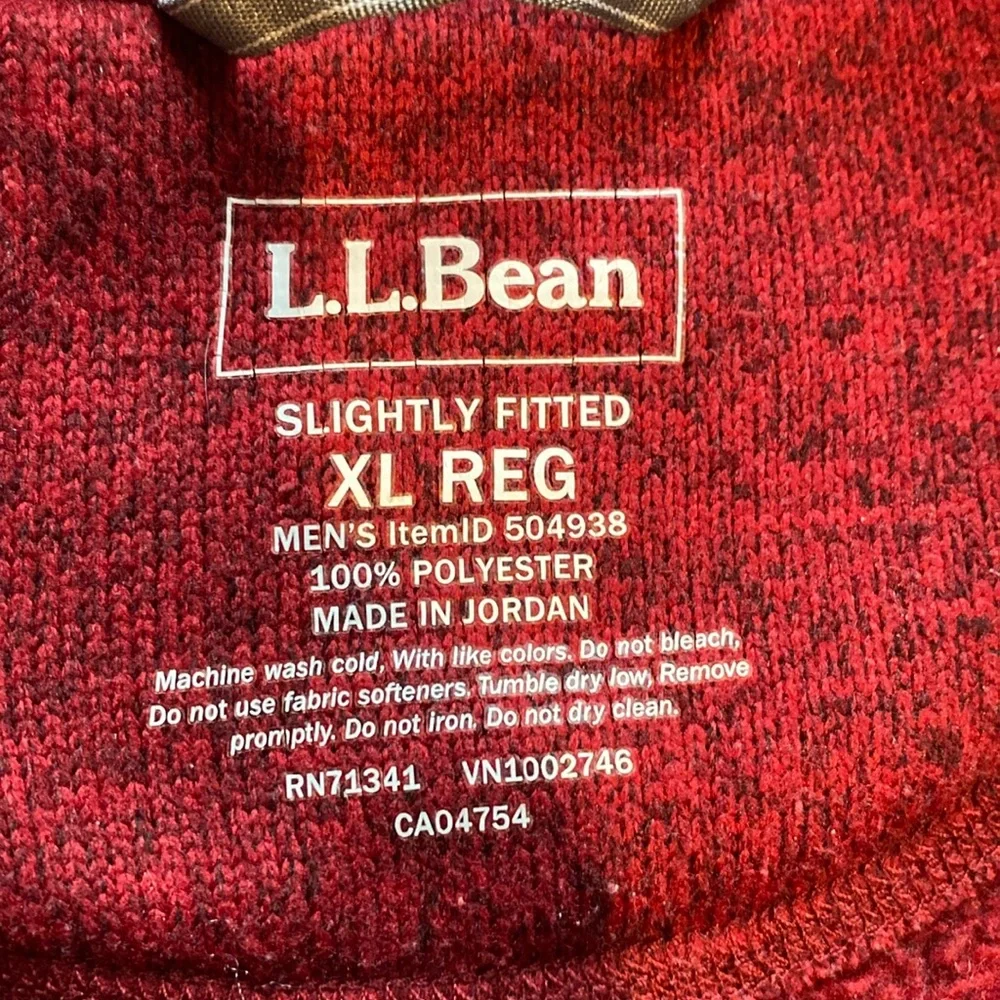 L.L.Bean
SLIGHTLY FITTED
XL REG
MEN'S ItemID 504938
100% POLYESTER
MADE IN JORDAN
Machine wash cold, With like colors. Do not bleach,
Do not use fabric softeners. Tumble dry low, Remove
promptly. Do not iron. Do not dry clean.
RN71341 VN1002746
CA04754